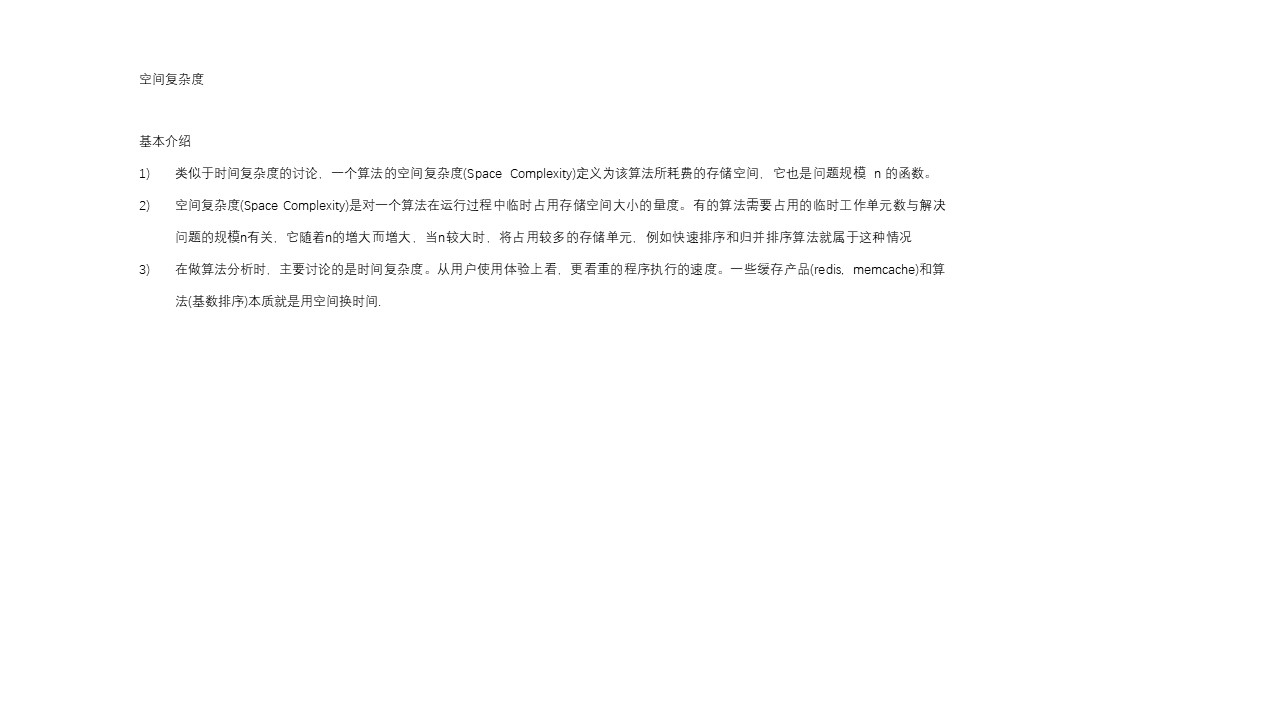 空间复杂度
基本介绍
1) 类似于时间复杂度的讨论，一个算法的空间复杂度(Space Complexity)定义为该算法所耗费的存储空间，它也是问题规模 n 的函数。
2) 空间复杂度(Space Complexity)是对一个算法在运行过程中临时占用存储空间大小的量度。有的算法需要占用的临时工作单元数与解决
问题的规模n有关，它随着n的增大而增大，当n较大时，将占用较多的存储单元，例如快速排序和归并排序算法就属于这种情况
3) 在做算法分析时，主要讨论的是时间复杂度。从用户使用体验上看，更看重的程序执行的速度。一些缓存产品(redis, memcache)和算
法(基数排序)本质就是用空间换时间.